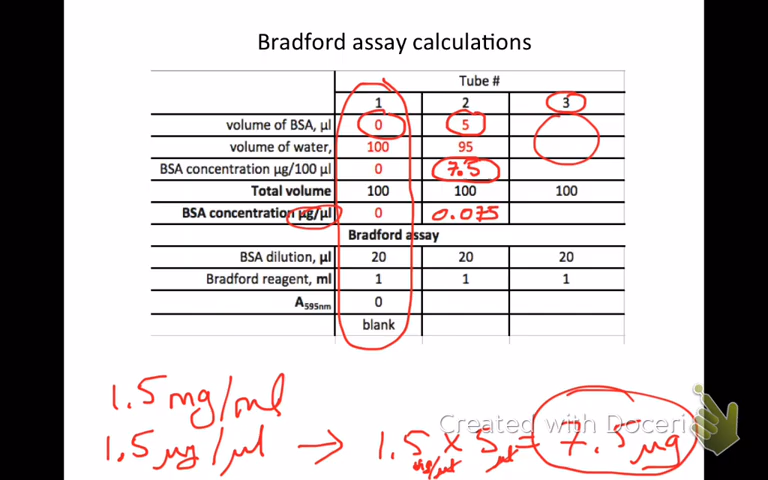 Bradford assay calculations
Tube #
1 2 3
volume of BSA, µl 0 5
volume of water, 100 95
BSA concentration µg/100 µl 0 7.5
Total volume 100 100 100
BSA concentration µg/µl 0 0.075
Bradford assay
BSA dilution, µl 20 20 20
Bradford reagent, ml 1 1 1
A595nm 0
blank
1.5 mg/ml
Created with Doceri
1.5 µg/µl → 1.5 µg/µl x 5 µl = 7.5 µg